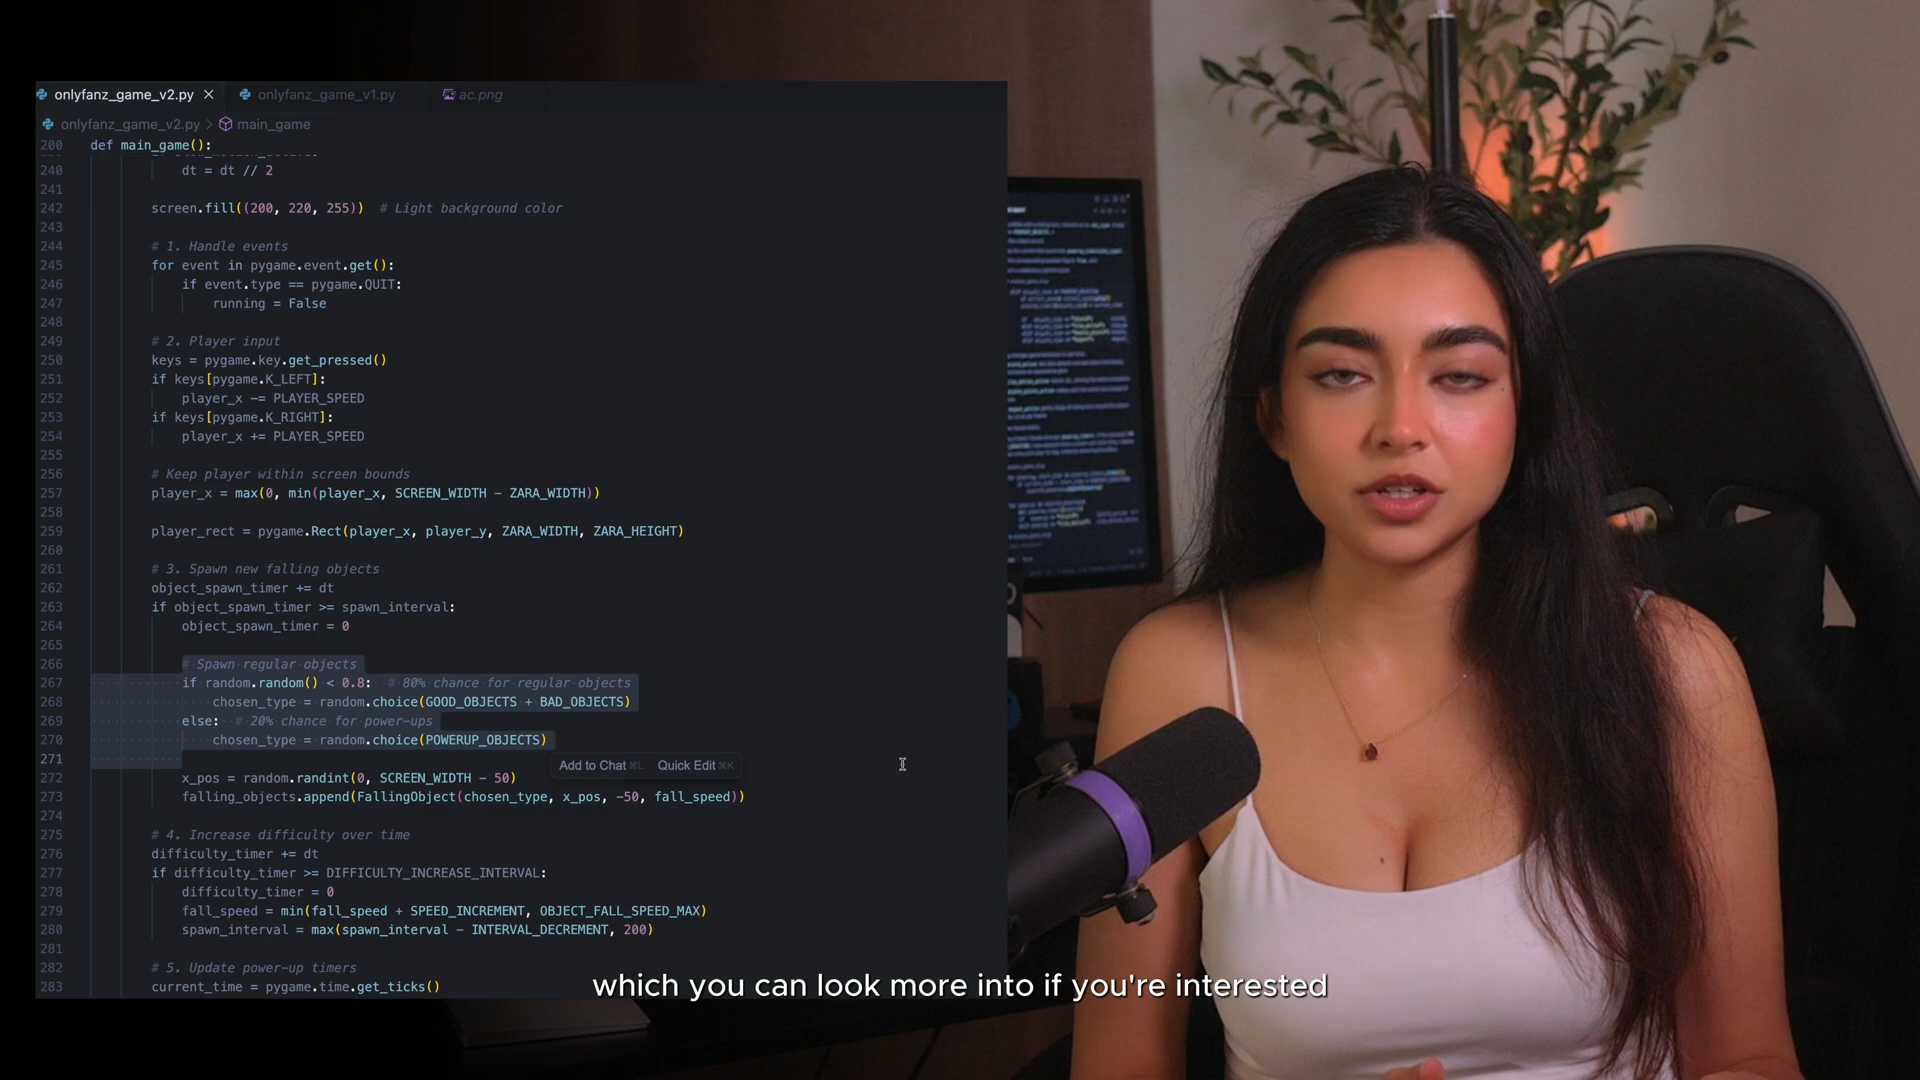 onlyfanz_game_v2.py
onlyfanz_game_v1.py
ac.png
onlyfanz_game_v2.py > main_game
200 def main_game():
240 dt = dt // 2
241
242 screen.fill((200, 220, 255)) # Light background color
243
244 # 1. Handle events
245 for event in pygame.event.get():
246 if event.type == pygame.QUIT:
247 running = False
248
249 # 2. Player input
250 keys = pygame.key.get_pressed()
251 if keys[pygame.K_LEFT]:
252 player_x -= PLAYER_SPEED
253 if keys[pygame.K_RIGHT]:
254 player_x += PLAYER_SPEED
255
256 # Keep player within screen bounds
257 player_x = max(0, min(player_x, SCREEN_WIDTH - ZARA_WIDTH))
258
259 player_rect = pygame.Rect(player_x, player_y, ZARA_WIDTH, ZARA_HEIGHT)
260
261 # 3. Spawn new falling objects
262 object_spawn_timer += dt
263 if object_spawn_timer >= spawn_interval:
264 object_spawn_timer = 0
265
266 # Spawn regular objects
267 if random.random() < 0.8: # 80% chance for regular objects
268 chosen_type = random.choice(GOOD_OBJECTS + BAD_OBJECTS)
269 else: # 20% chance for power-ups
270 chosen_type = random.choice(POWERUP_OBJECTS)
271
Add to Chat ⌘L Quick Edit ⌘K
272 x_pos = random.randint(0, SCREEN_WIDTH - 50)
273 falling_objects.append(FallingObject(chosen_type, x_pos, -50, fall_speed))
274
275 # 4. Increase difficulty over time
276 difficulty_timer += dt
277 if difficulty_timer >= DIFFICULTY_INCREASE_INTERVAL:
278 difficulty_timer = 0
279 fall_speed = min(fall_speed + SPEED_INCREMENT, OBJECT_FALL_SPEED_MAX)
280 spawn_interval = max(spawn_interval - INTERVAL_DECREMENT, 200)
281
282 # 5. Update power-up timers
283 current_time = pygame.time.get_ticks()
which you can look more into if you're interested